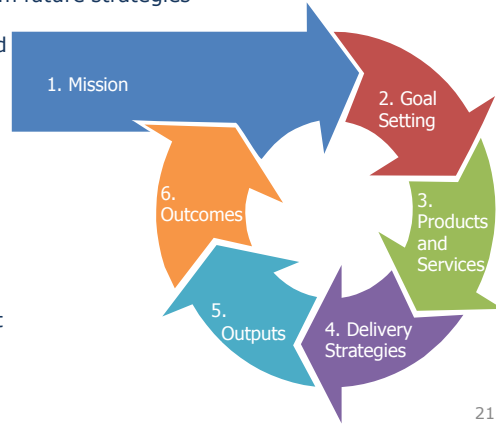 future strategies
1. Mission
2. Goal
Setting
3.
Products
and
Services
4. Delivery
Strategies
5.
Outputs
6.
Outcomes
21